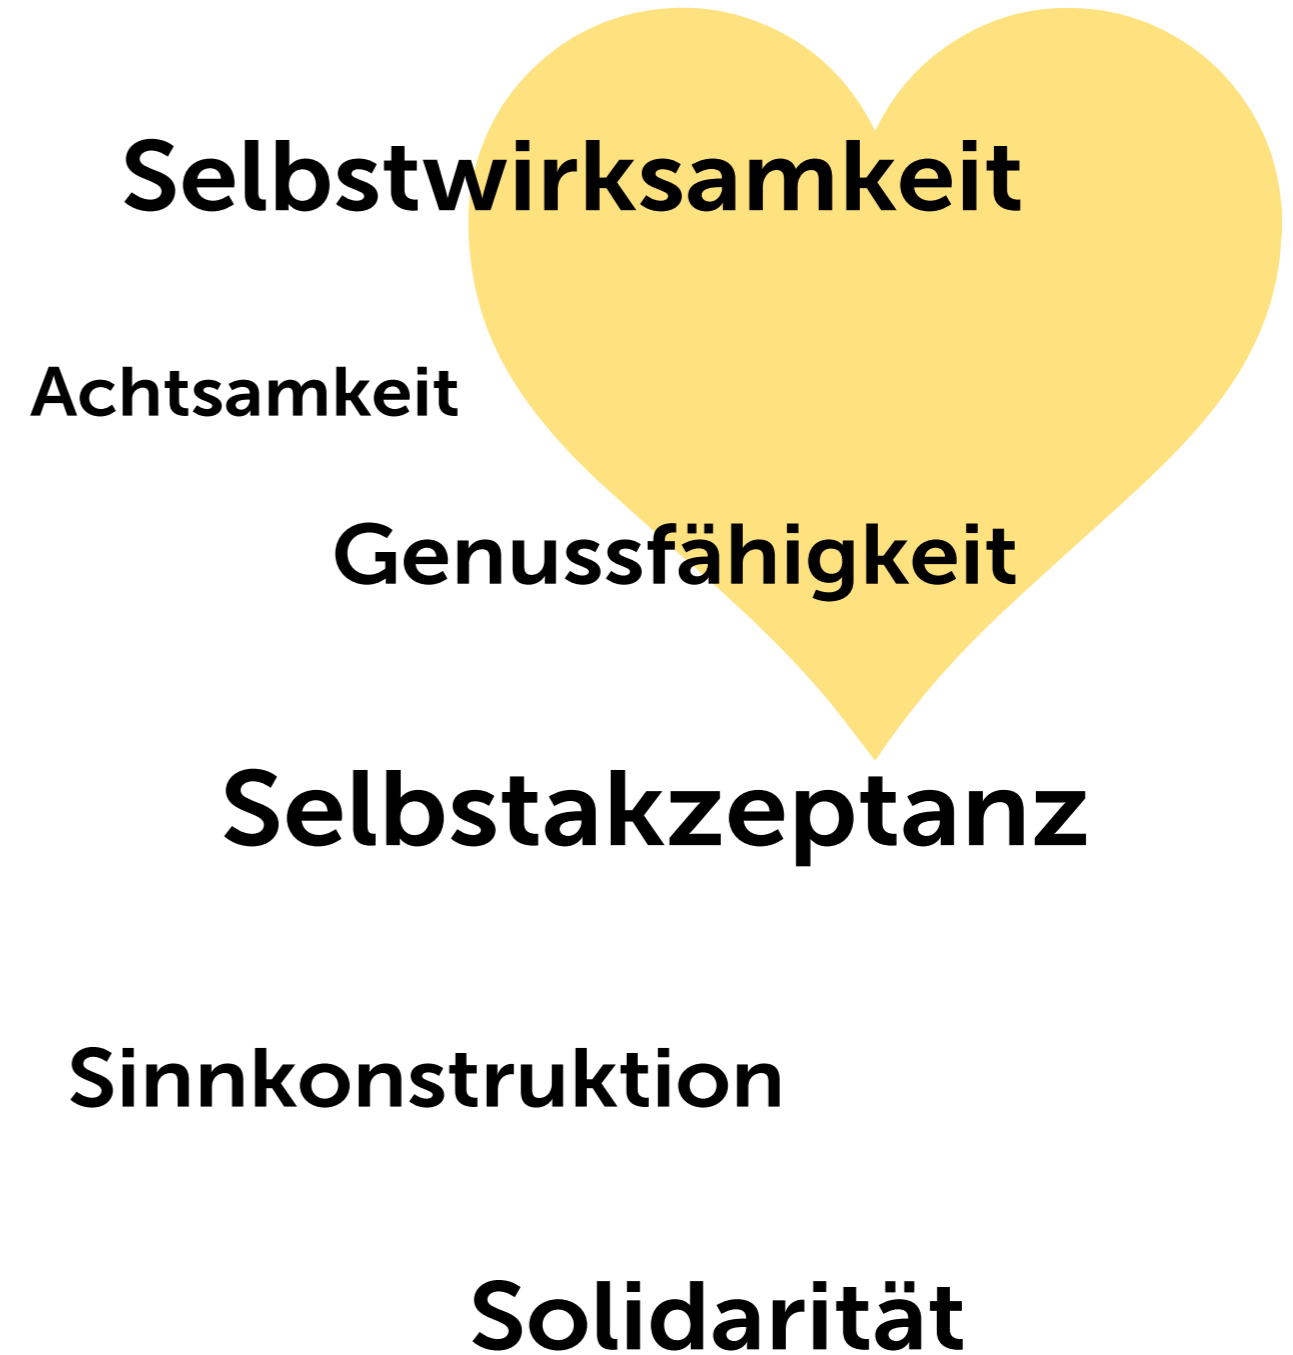 Selbstwirksamkeit
Achtsamkeit
Genussfähigkeit
Selbstakzeptanz
Sinnkonstruktion
Solidarität